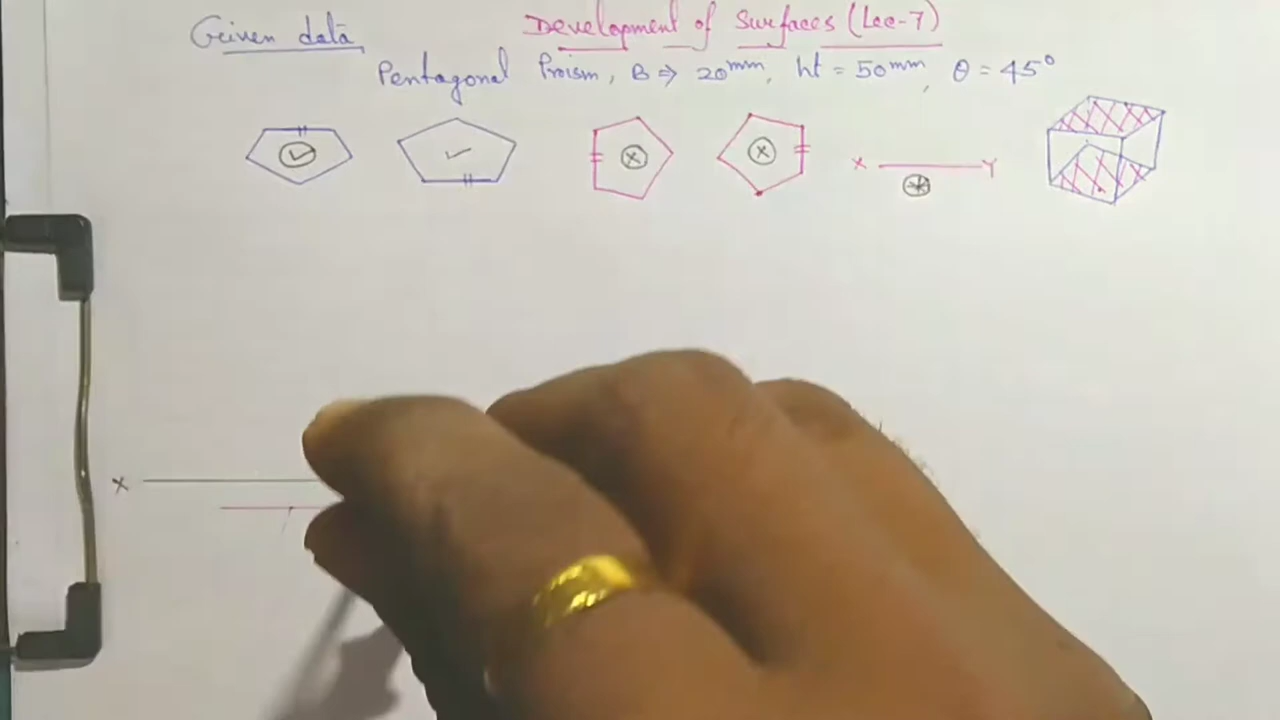 Given data
Development of Surfaces (Lec-7)
Pentagonal Prism, B ⇒ 20mm, ht = 50mm, θ = 45°
X Y
X